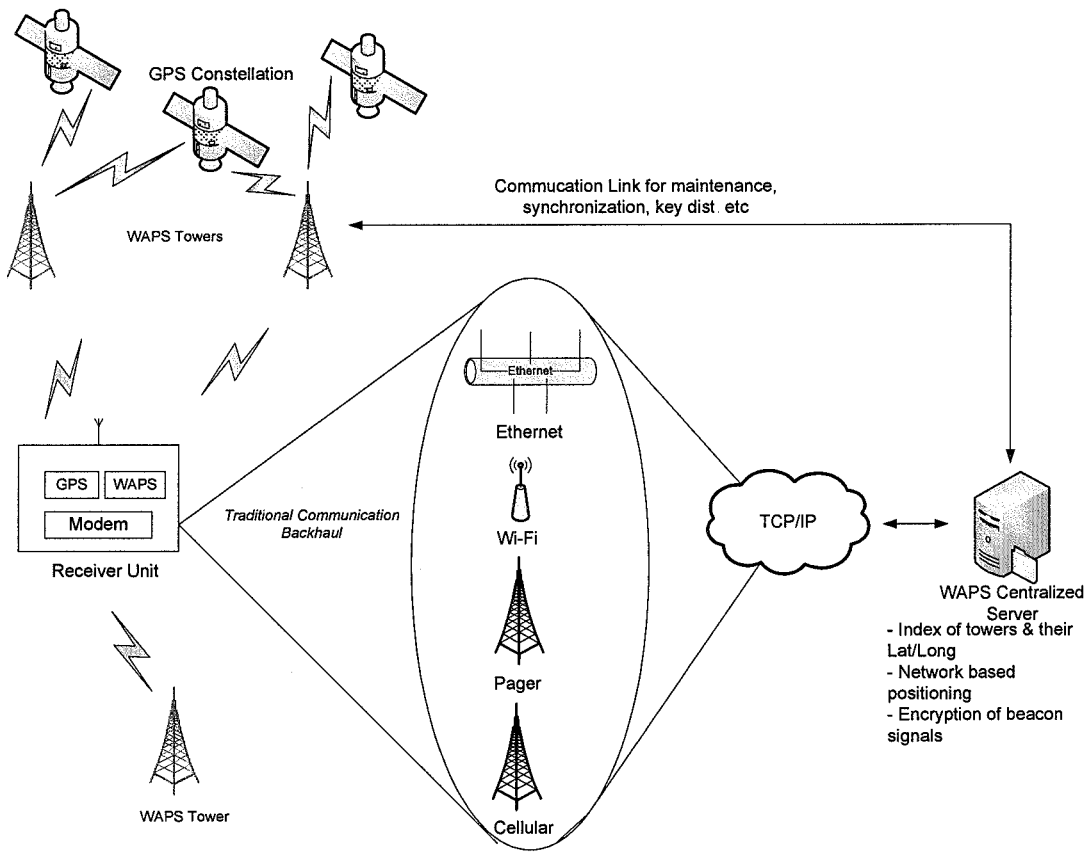 GPS Constellation
Commucation Link for maintenance,
synchronization, key dist. etc
WAPS Towers
Ethernet
Ethernet
GPS
WAPS
Modem
Receiver Unit
Traditional Communication
Backhaul
Wi-Fi
TCP/IP
WAPS Centralized
Server
- Index of towers & their
Lat/Long
- Network based
positioning
- Encryption of beacon
signals
Pager
WAPS Tower
Cellular